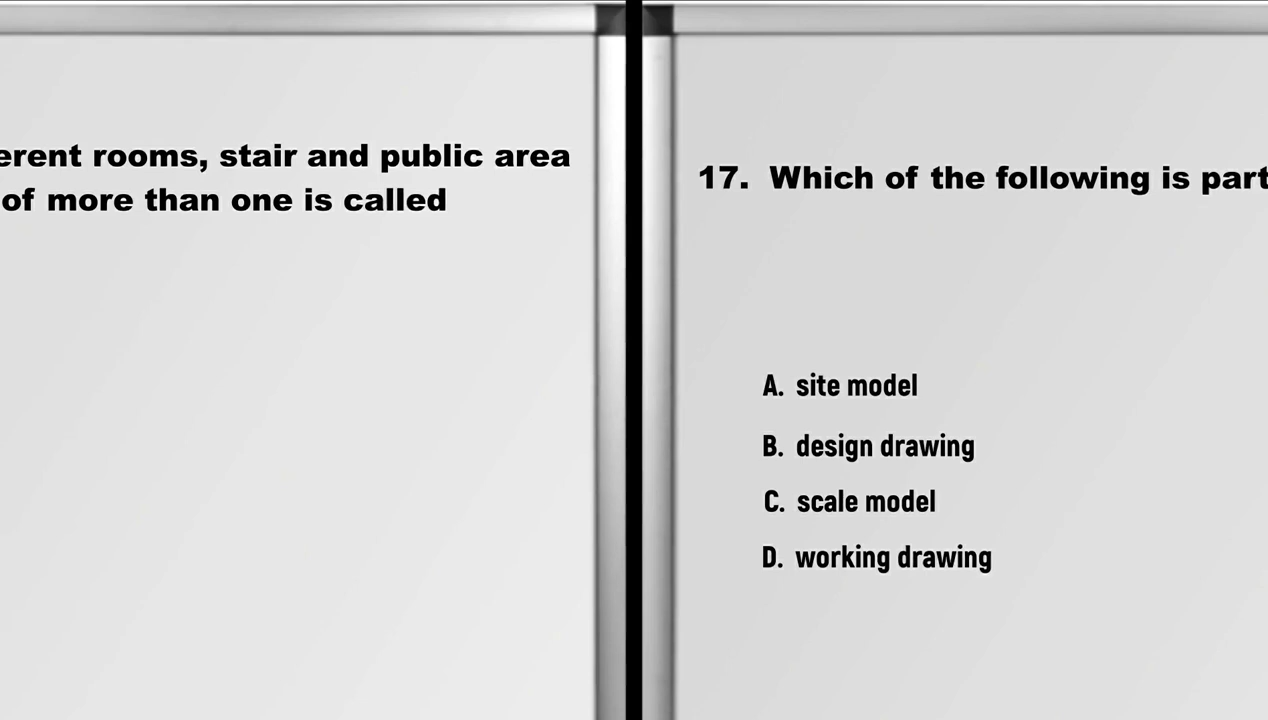 erent rooms, stair and public area
of more than one is called
17. Which of the following is part
A. site model
B. design drawing
C. scale model
D. working drawing